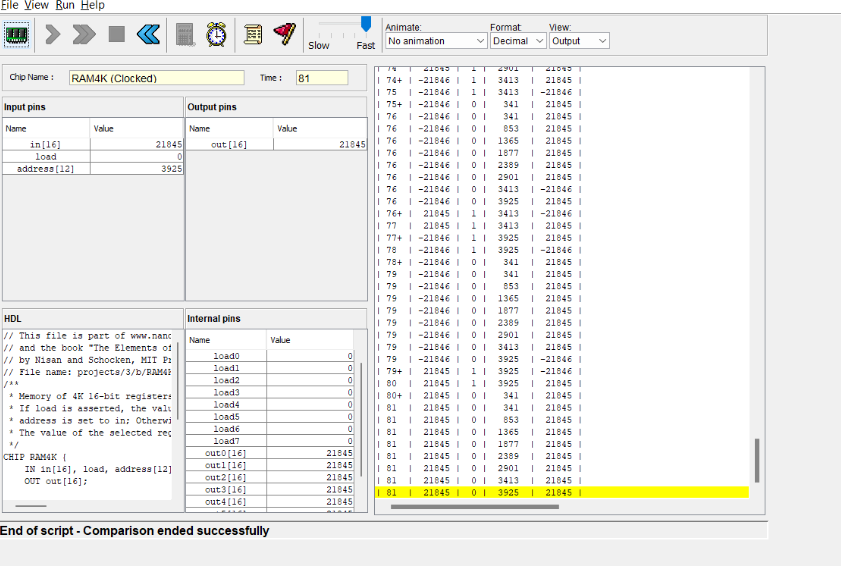 File View Run Help
Animate: Format: View:
No animation Decimal Output
Slow Fast
Chip Name : RAM4K (Clocked) Time : 81
Input pins
Name Value
in[16] 21845
load 0
address[12] 3925
Output pins
Name Value
out[16] 21845
HDL
// This file is part of www.nand
// and the book "The Elements of
// by Nisan and Schocken, MIT Pr
// File name: projects/3/b/RAM4K
/**
* Memory of 4K 16-bit registers
* If load is asserted, the valu
* address is set to in; Otherwi
* The value of the selected reg
*/
CHIP RAM4K {
IN in[16], load, address[12]
OUT out[16];
Internal pins
Name Value
load0 0
load1 0
load2 0
load3 0
load4 0
load5 0
load6 0
load7 0
out0[16] 21845
out1[16] 21845
out2[16] 21845
out3[16] 21845
out4[16] 21845
| 74 | 21845 | 1 | 2901 | 21845 |
| 74+ | -21846 | 1 | 3413 | 21845 |
| 75 | -21846 | 1 | 3413 | -21846 |
| 75+ | -21846 | 0 | 341 | 21845 |
| 76 | -21846 | 0 | 341 | 21845 |
| 76 | -21846 | 0 | 853 | 21845 |
| 76 | -21846 | 0 | 1365 | 21845 |
| 76 | -21846 | 0 | 1877 | 21845 |
| 76 | -21846 | 0 | 2389 | 21845 |
| 76 | -21846 | 0 | 2901 | 21845 |
| 76 | -21846 | 0 | 3413 | -21846 |
| 76 | -21846 | 0 | 3925 | 21845 |
| 76+ | 21845 | 1 | 3413 | -21846 |
| 77 | 21845 | 1 | 3413 | 21845 |
| 77+ | -21846 | 1 | 3925 | 21845 |
| 78 | -21846 | 1 | 3925 | -21846 |
| 78+ | -21846 | 0 | 341 | 21845 |
| 79 | -21846 | 0 | 341 | 21845 |
| 79 | -21846 | 0 | 853 | 21845 |
| 79 | -21846 | 0 | 1365 | 21845 |
| 79 | -21846 | 0 | 1877 | 21845 |
| 79 | -21846 | 0 | 2389 | 21845 |
| 79 | -21846 | 0 | 2901 | 21845 |
| 79 | -21846 | 0 | 3413 | 21845 |
| 79 | -21846 | 0 | 3925 | -21846 |
| 79+ | 21845 | 1 | 3925 | -21846 |
| 80 | 21845 | 1 | 3925 | 21845 |
| 80+ | 21845 | 0 | 341 | 21845 |
| 81 | 21845 | 0 | 341 | 21845 |
| 81 | 21845 | 0 | 853 | 21845 |
| 81 | 21845 | 0 | 1365 | 21845 |
| 81 | 21845 | 0 | 1877 | 21845 |
| 81 | 21845 | 0 | 2389 | 21845 |
| 81 | 21845 | 0 | 2901 | 21845 |
| 81 | 21845 | 0 | 3413 | 21845 |
| 81 | 21845 | 0 | 3925 | 21845 |
End of script - Comparison ended successfully